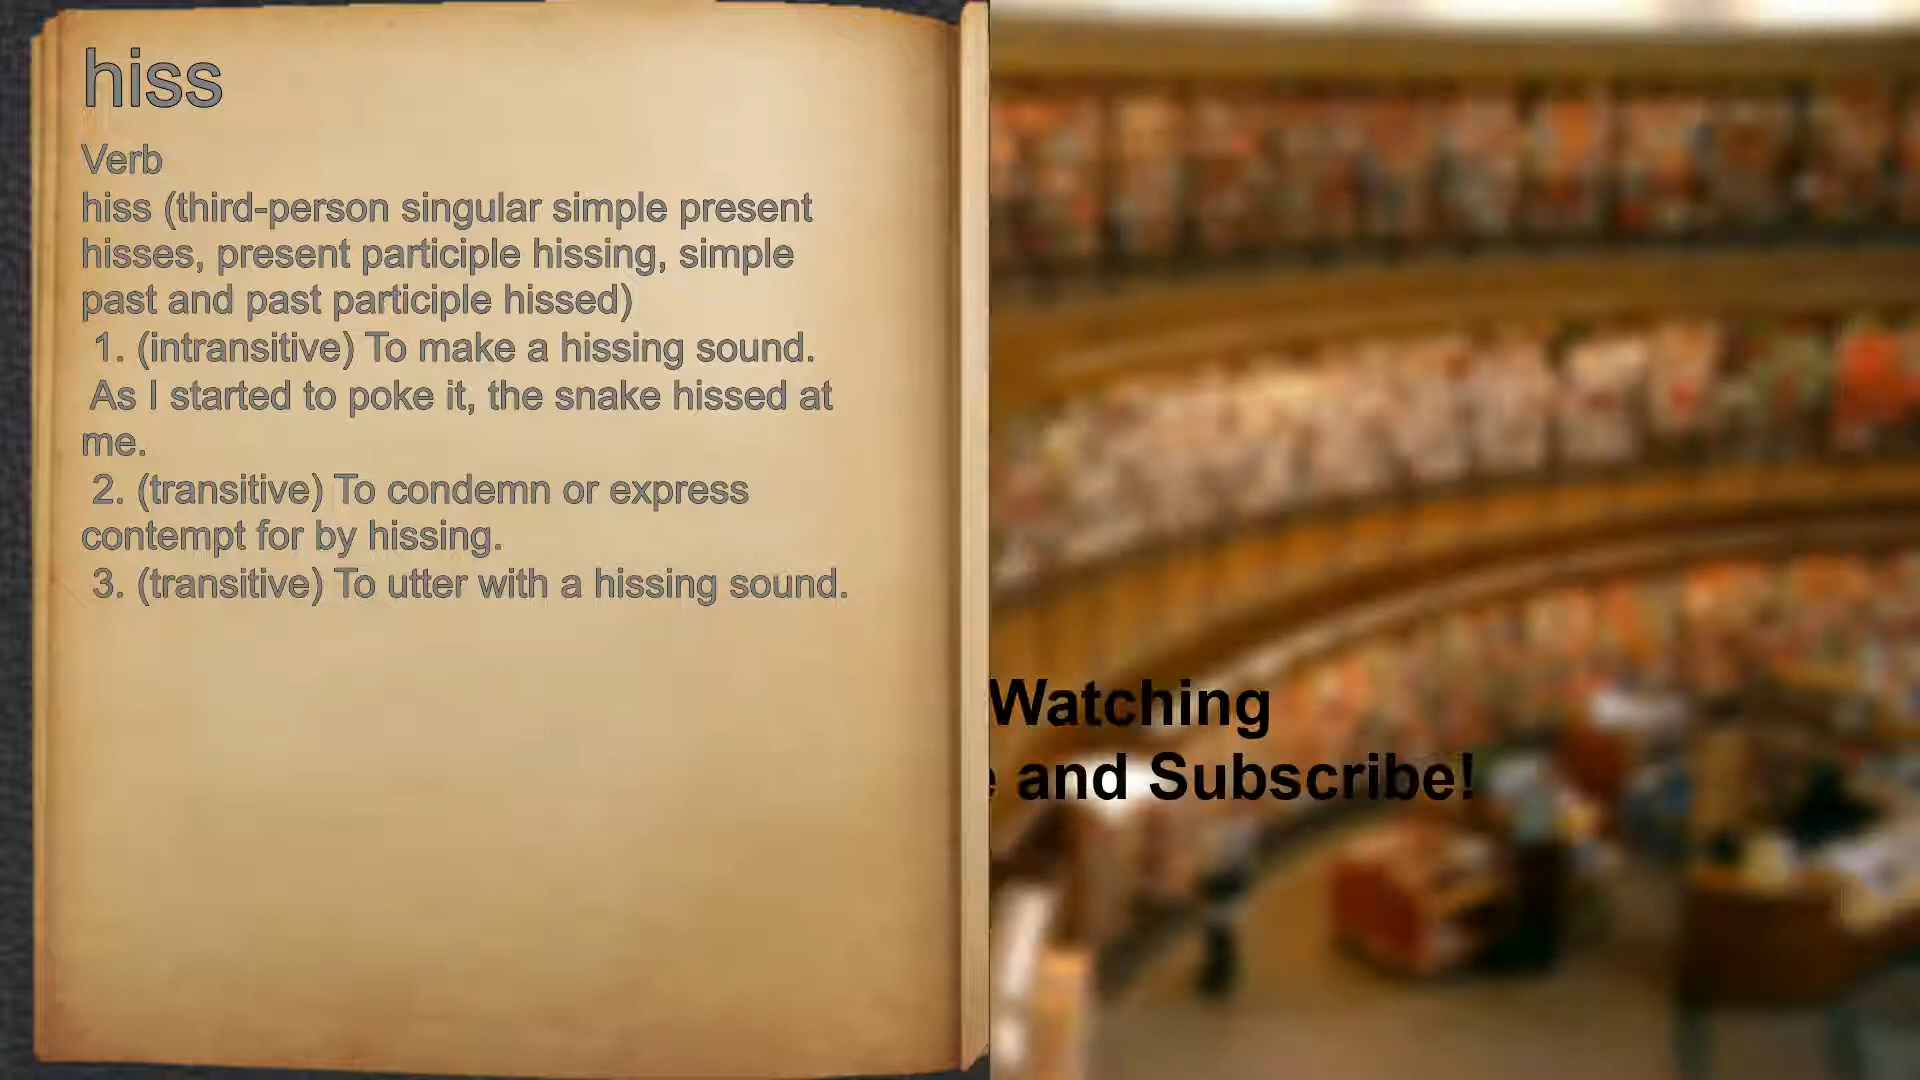 hiss
Verb
hiss (third-person singular simple present
hisses, present participle hissing, simple
past and past participle hissed)
1. (intransitive) To make a hissing sound.
As I started to poke it, the snake hissed at
me.
2. (transitive) To condemn or express
contempt for by hissing.
3. (transitive) To utter with a hissing sound.
Watching
and Subscribe!